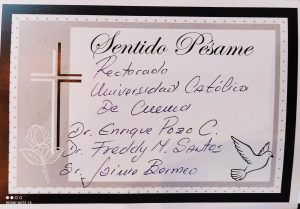 Sentido Pésame
Rectorado
Universidad Católica
De Cuenca
Dr. Enrique Pozo C.
Dr. Freddy M. Santos
Sr. Jaime Bermeo